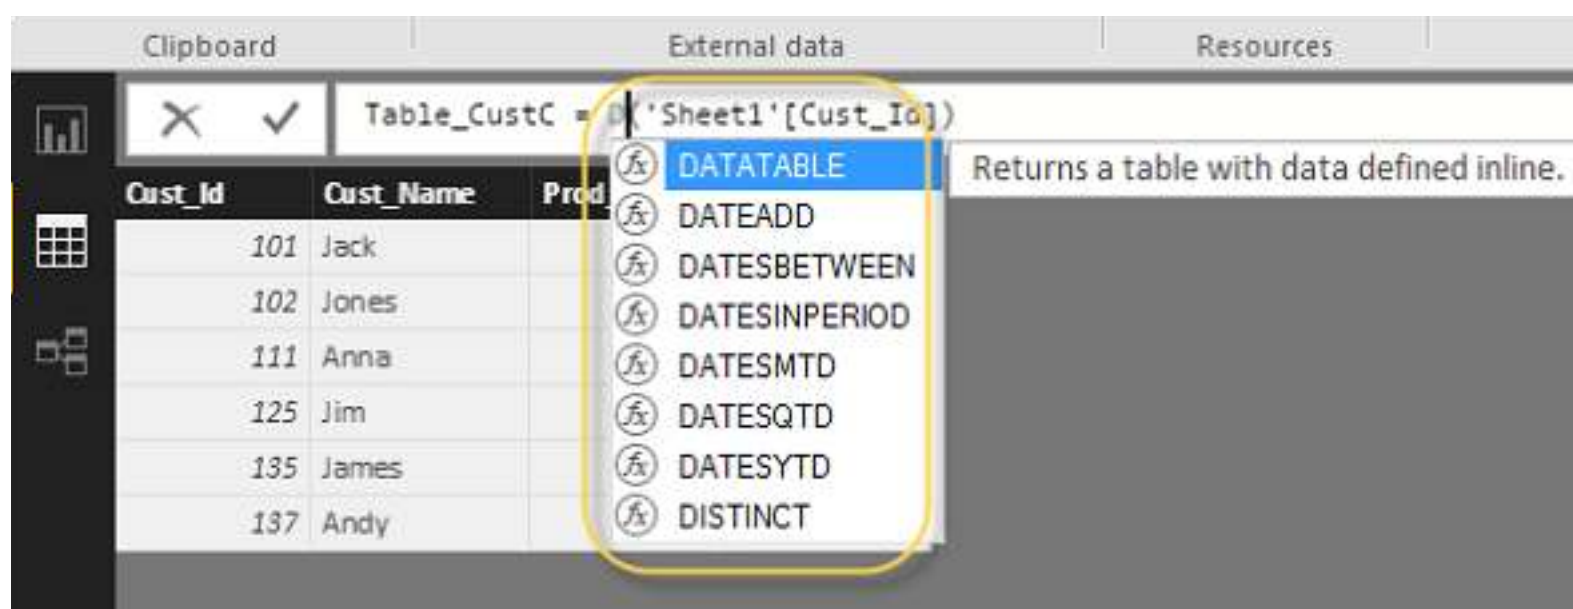 Clipboard External data Resources
Table_CustC = D('Sheet1'[Cust_Id])
DATATABLE Returns a table with data defined inline.
Cust_Id Cust_Name Prod_
DATEADD
101 Jack
DATESBETWEEN
102 Jones
DATESINPERIOD
111 Anna
DATESMTD
125 Jim
DATESQTD
135 James
DATESYTD
137 Andy
DISTINCT